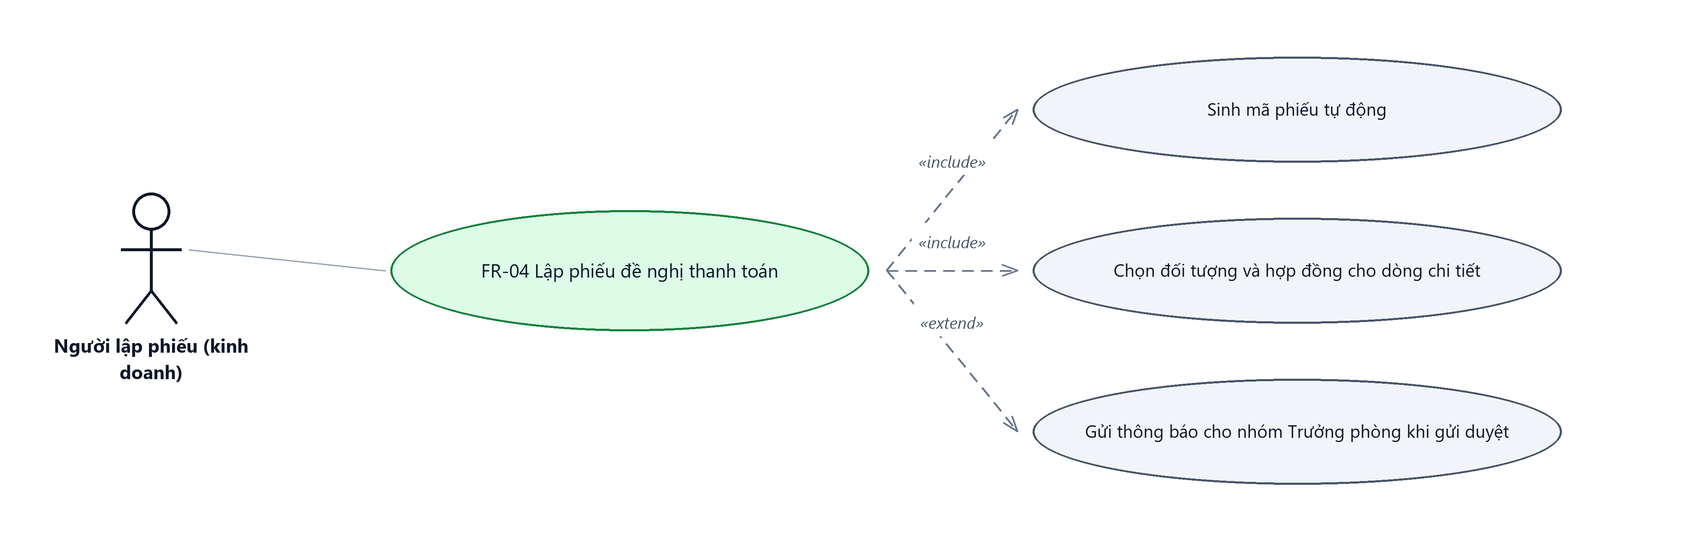 Sinh mã phiếu tự động
«include»
«include»
FR-04 Lập phiếu đề nghị thanh toán
Chọn đối tượng và hợp đồng cho dòng chi tiết
«extend»
Người lập phiếu (kinh
doanh)
Gửi thông báo cho nhóm Trưởng phòng khi gửi duyệt